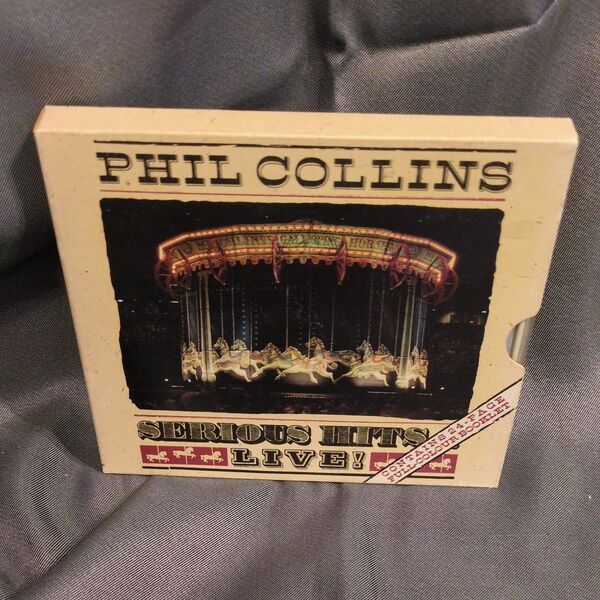 PHIL COLLINS
SERIOUS HITS
LIVE!
CONTAINS 24-PAGE
FULL COLOUR BOOKLET